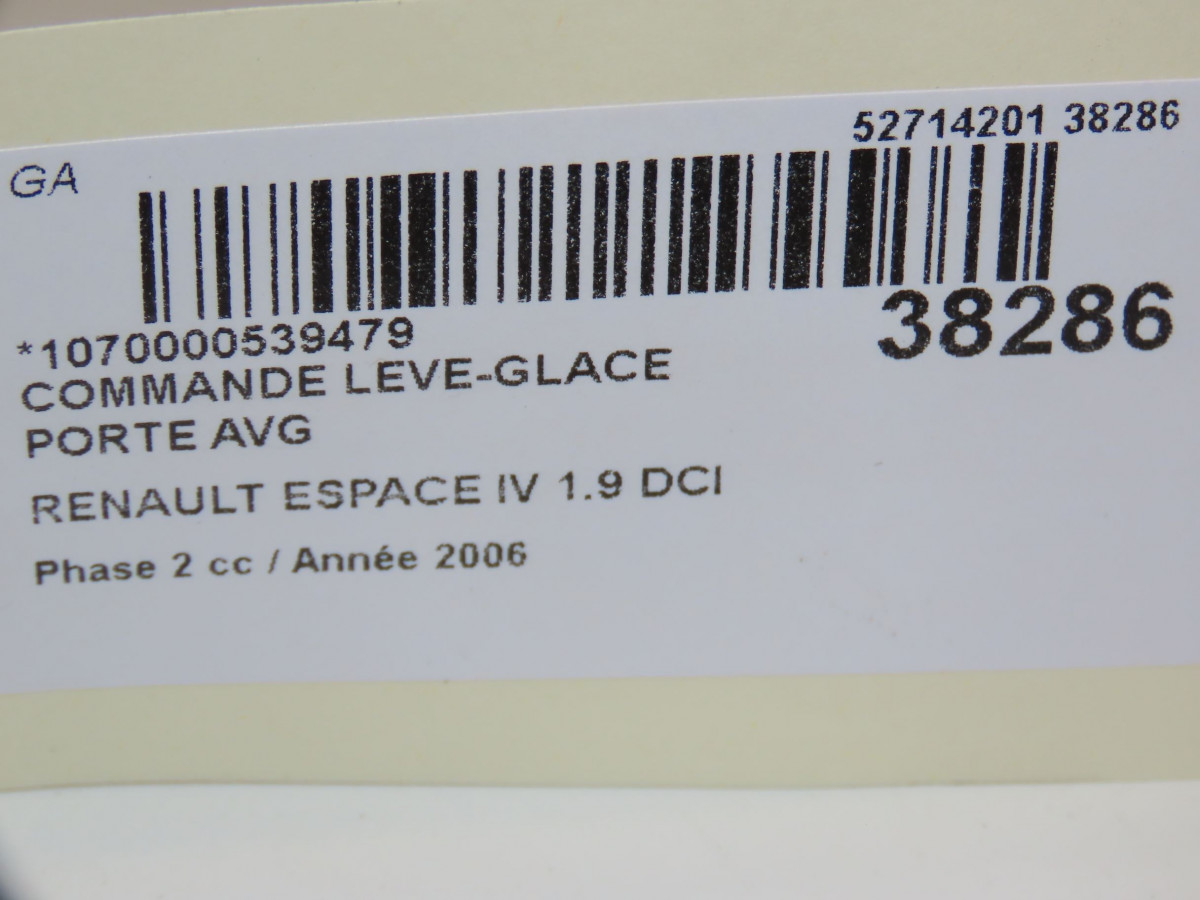 52714201 38286
GA
38286
*1070000539479
COMMANDE LEVE-GLACE
PORTE AVG
RENAULT ESPACE IV 1.9 DCI
Phase 2 cc / Année 2006